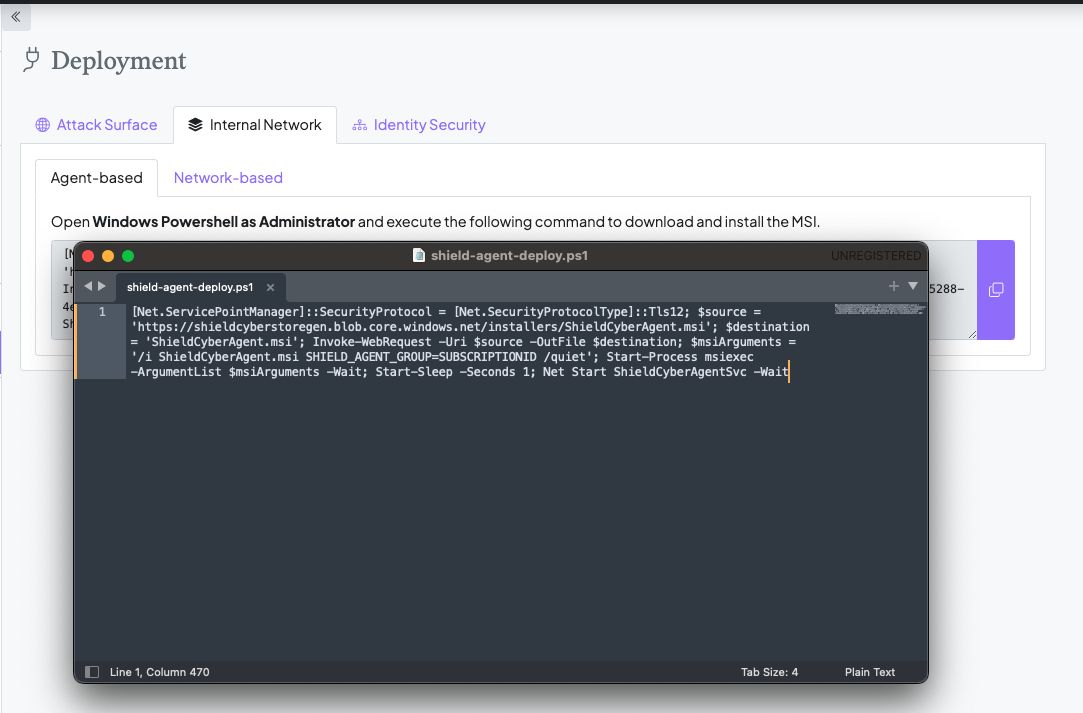 Deployment
Attack Surface
Internal Network
Identity Security
Agent-based
Network-based
Open Windows Powershell as Administrator and execute the following command to download and install the MSI.
5288-
shield-agent-deploy.ps1
UNREGISTERED
shield-agent-deploy.ps1
1
[Net.ServicePointManager]::SecurityProtocol = [Net.SecurityProtocolType]::Tls12; $source =
'https://shieldcyberstoregen.blob.core.windows.net/installers/ShieldCyberAgent.msi'; $destination
= 'ShieldCyberAgent.msi'; Invoke-WebRequest -Uri $source -OutFile $destination; $msiArguments =
'/i ShieldCyberAgent.msi SHIELD_AGENT_GROUP=SUBSCRIPTIONID /quiet'; Start-Process msiexec
-ArgumentList $msiArguments -Wait; Start-Sleep -Seconds 1; Net Start ShieldCyberAgentSvc -Wait
Line 1, Column 470
Tab Size: 4
Plain Text